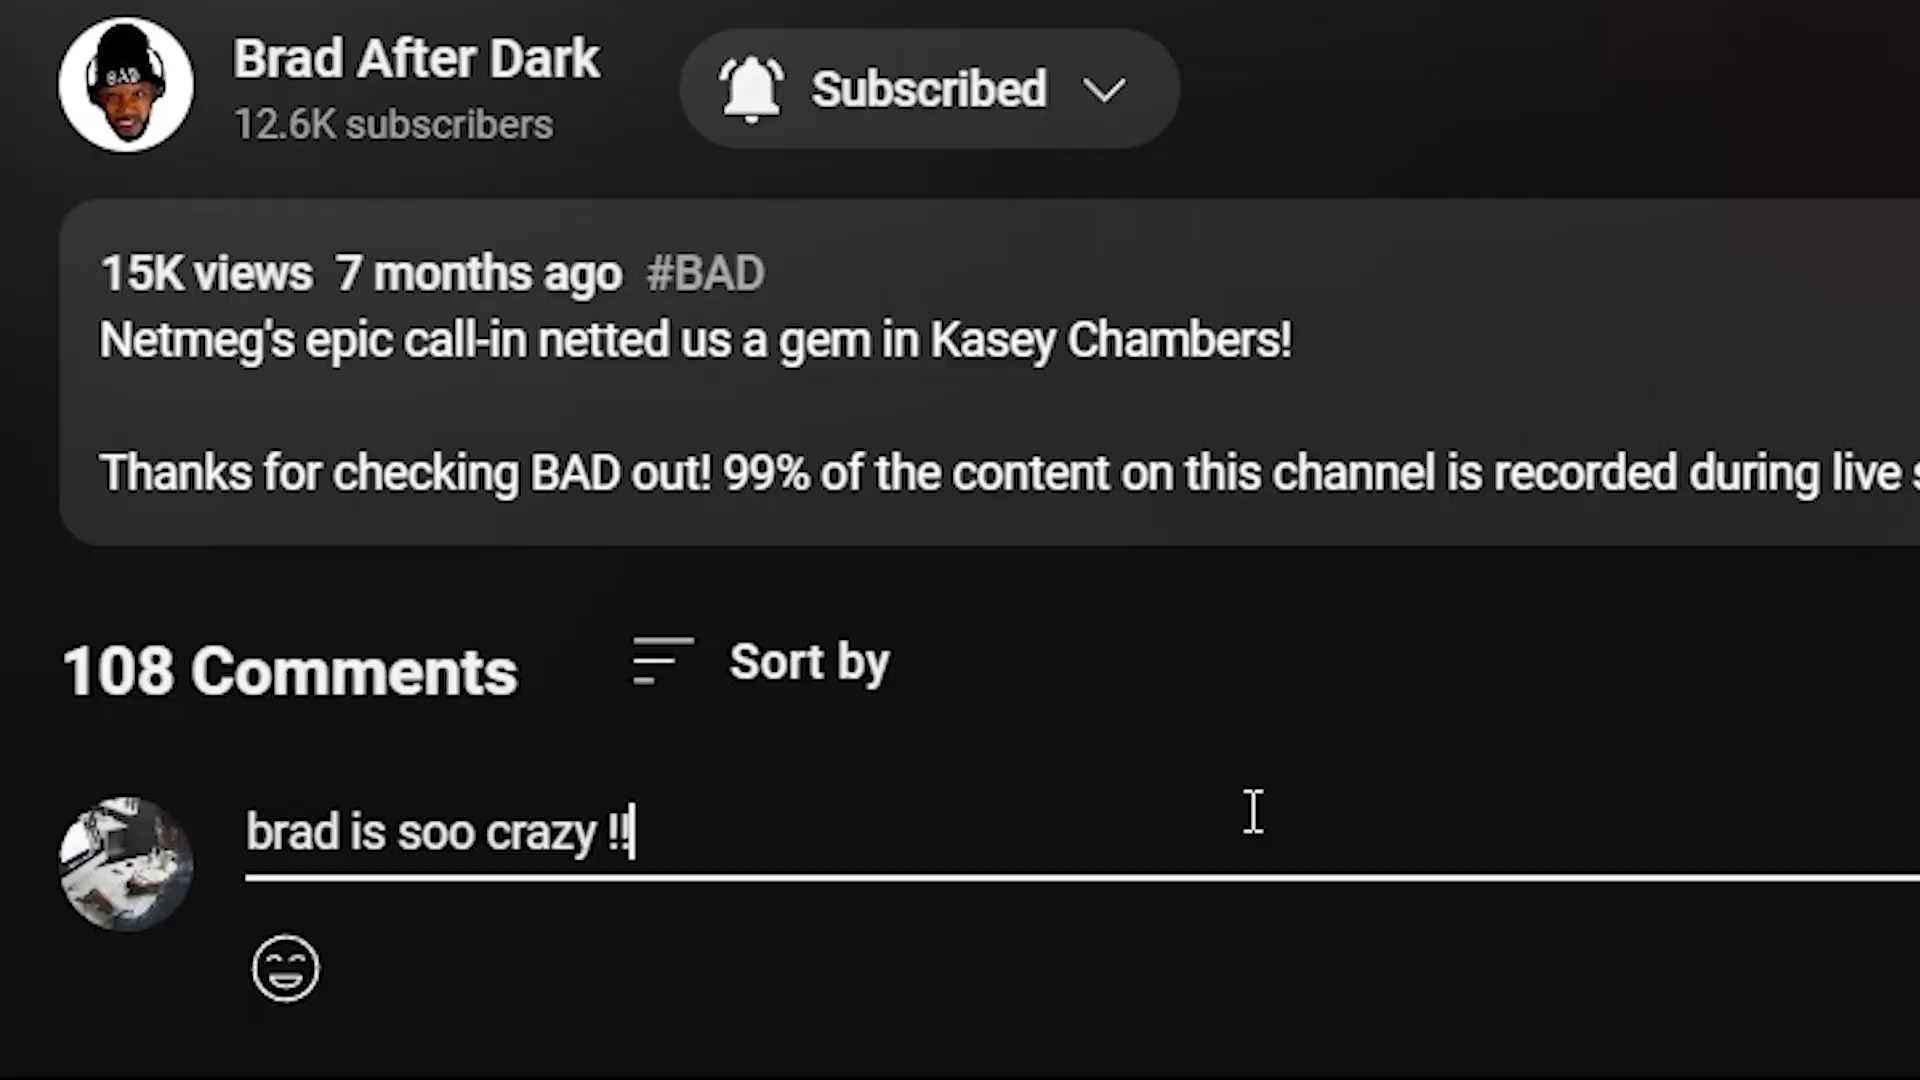 BAD
Brad After Dark
12.6K subscribers
Subscribed
15K views 7 months ago #BAD
Netmeg's epic call-in netted us a gem in Kasey Chambers!
Thanks for checking BAD out! 99% of the content on this channel is recorded during live
108 Comments
Sort by
brad is soo crazy !!